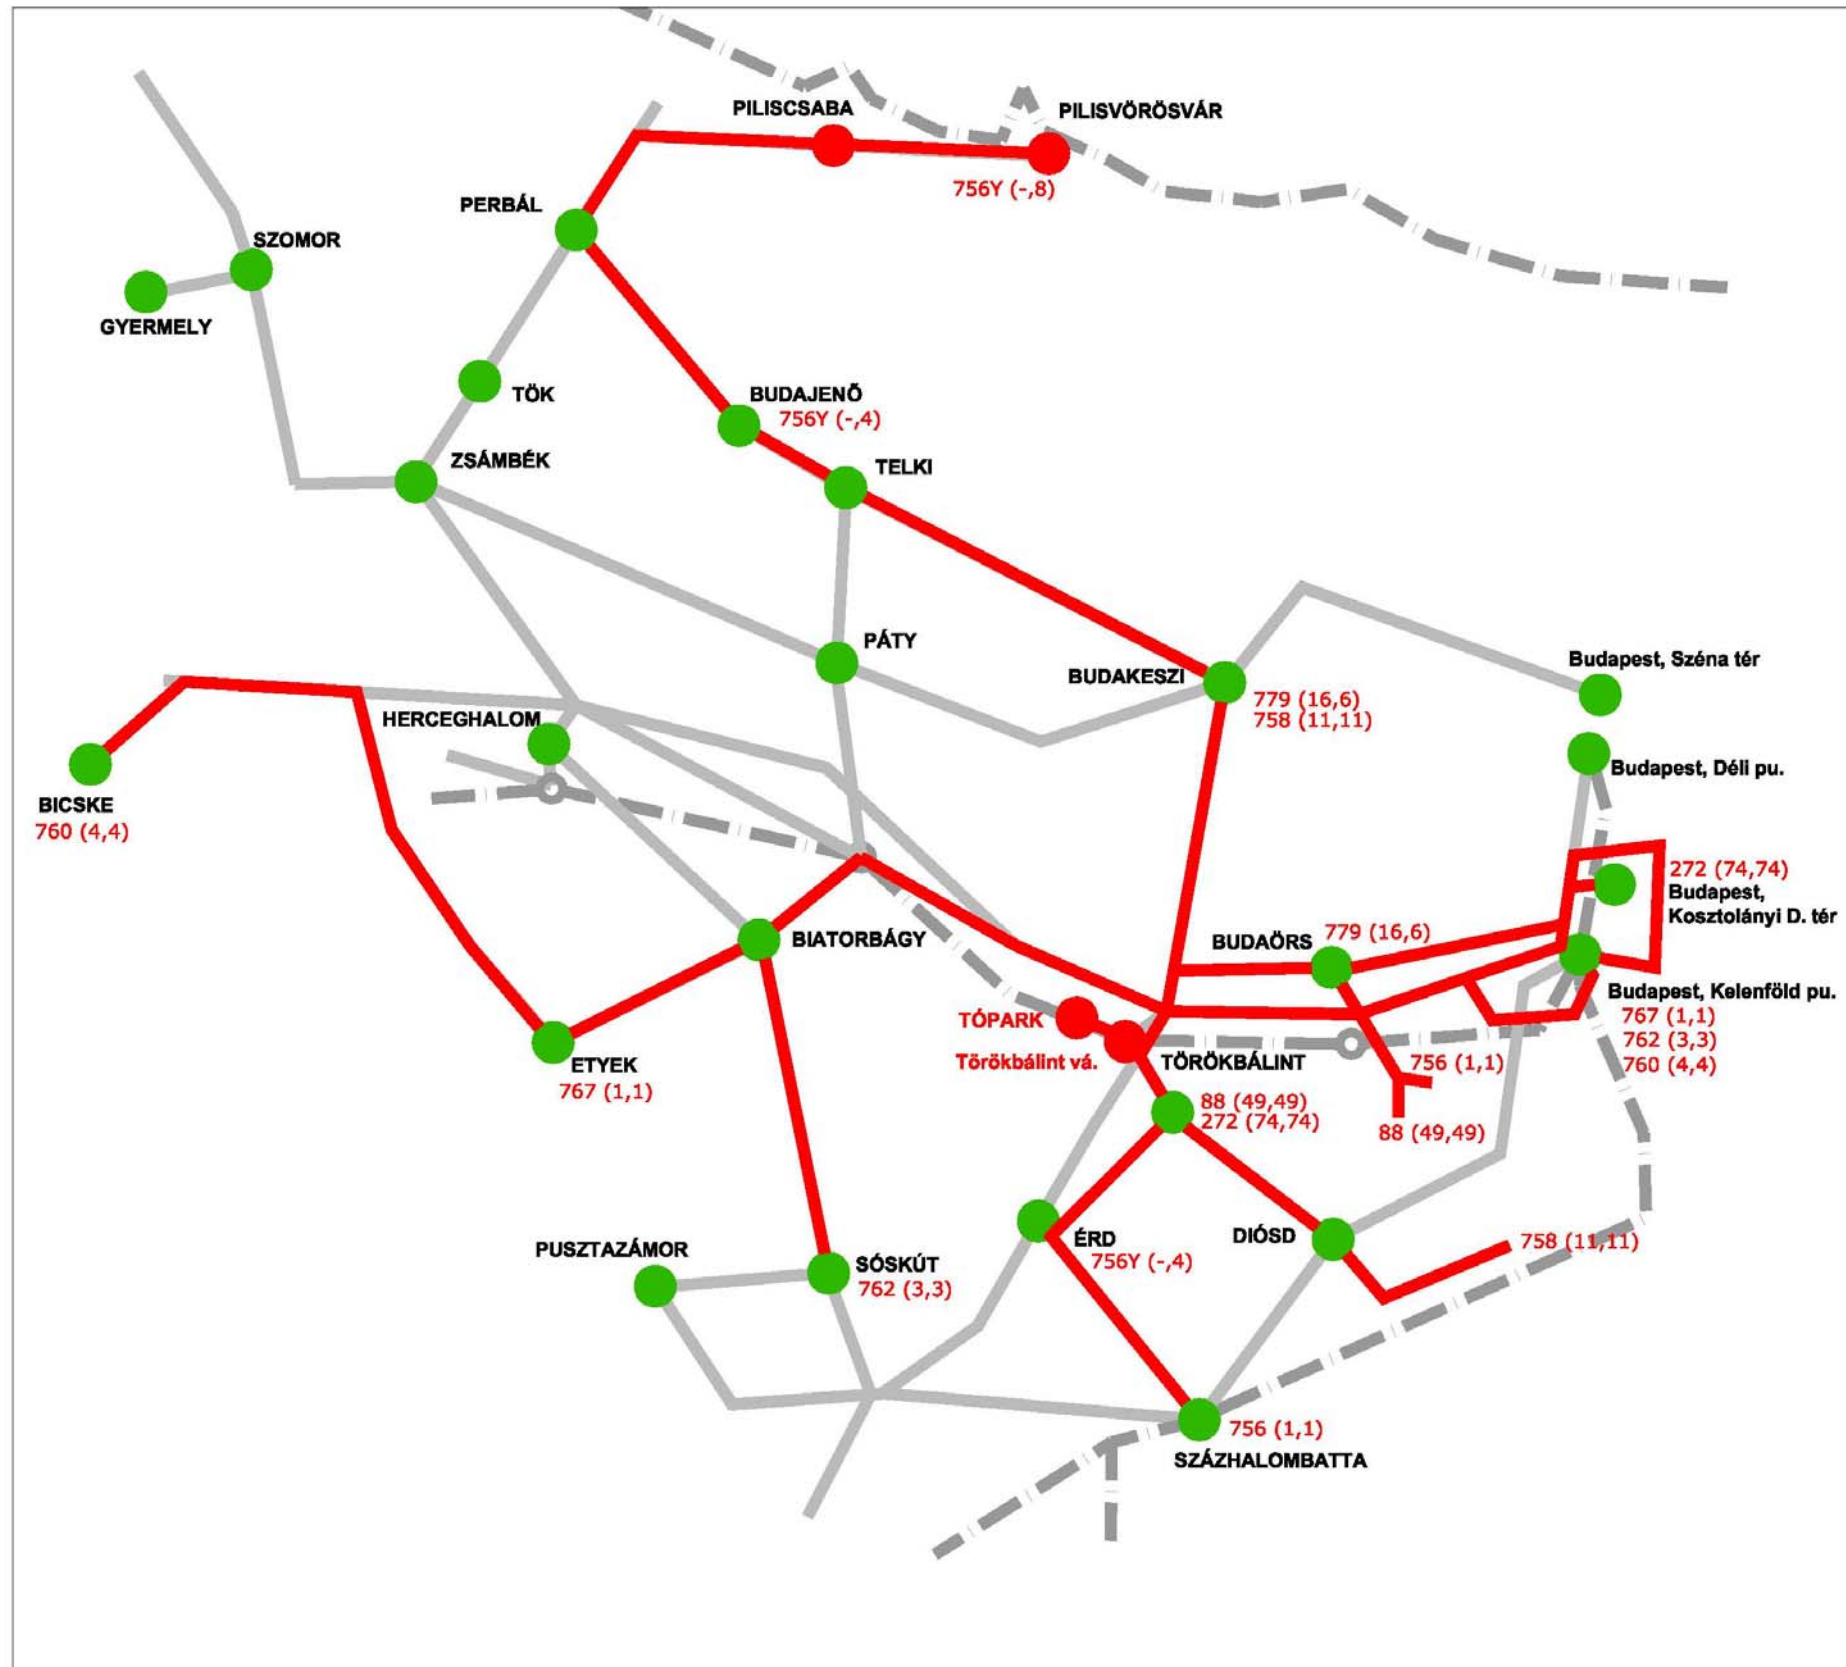 PILISCSABA
PILISVÖRÖSVÁR
756Y (-,8)
PERBÁL
SZOMOR
GYERMELY
TÖK
BUDAJENŐ
756Y (-,4)
ZSÁMBÉK
TELKI
PÁTY
BUDAKESZI
779 (16,6)
758 (11,11)
Budapest, Széna tér
Budapest, Déli pu.
HERCEGHALOM
BICSKE
760 (4,4)
272 (74,74)
Budapest,
Kosztolányi D. tér
BIATORBÁGY
BUDAÖRS
779 (16,6)
Budapest, Kelenföld pu.
767 (1,1)
762 (3,3)
760 (4,4)
TÓPARK
Törökbálint vá.
TÖRÖKBÁLINT
756 (1,1)
ETYEK
767 (1,1)
88 (49,49)
272 (74,74)
88 (49,49)
PUSZTAZÁMOR
SÓSKÚT
762 (3,3)
ÉRD
756Y (-,4)
DIÓSD
758 (11,11)
756 (1,1)
SZÁZHALOMBATTA